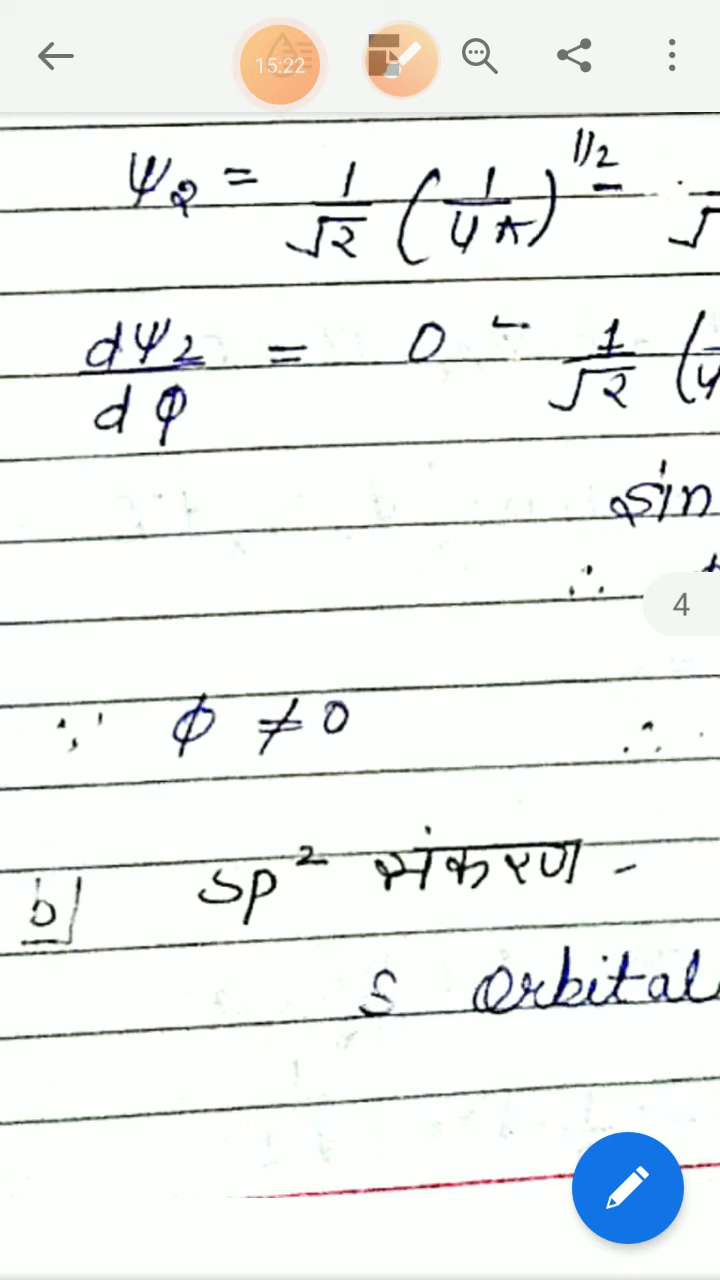 15:22
ψ₂ = 1/√2 (1/4π)^1/2 - · √
dψ₂/dφ = 0 - 1/√2 (
sin
∴
4
∵ φ ≠ 0 ∴
b) sp² संकरण -
s orbital